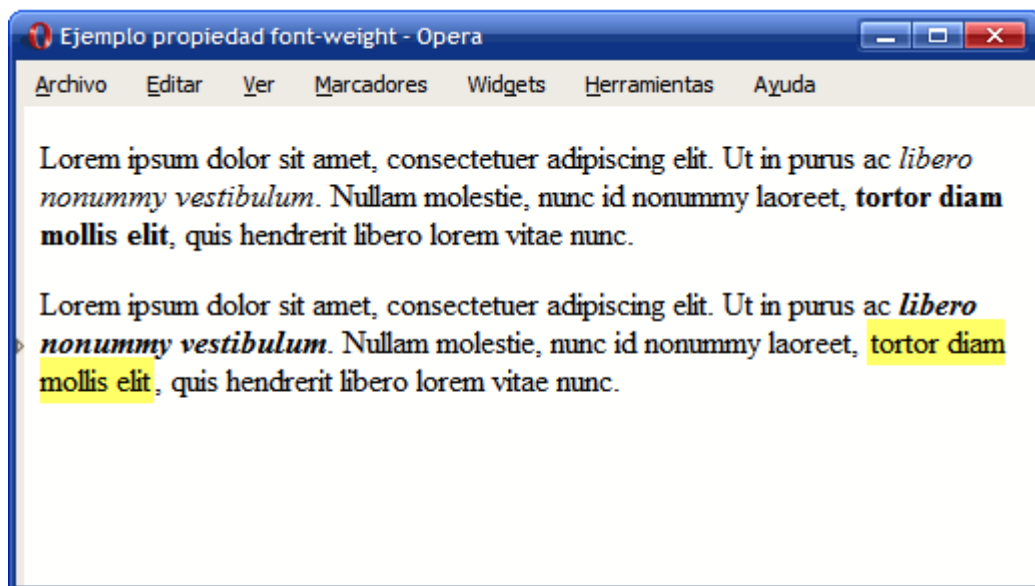 Ejemplo propiedad font-weight - Opera
Archivo Editar Ver Marcadores Widgets Herramientas Ayuda
Lorem ipsum dolor sit amet, consectetuer adipiscing elit. Ut in purus ac libero
nonummy vestibulum. Nullam molestie, nunc id nonummy laoreet, tortor diam
mollis elit, quis hendrerit libero lorem vitae nunc.
Lorem ipsum dolor sit amet, consectetuer adipiscing elit. Ut in purus ac libero
nonummy vestibulum. Nullam molestie, nunc id nonummy laoreet, tortor diam
mollis elit, quis hendrerit libero lorem vitae nunc.